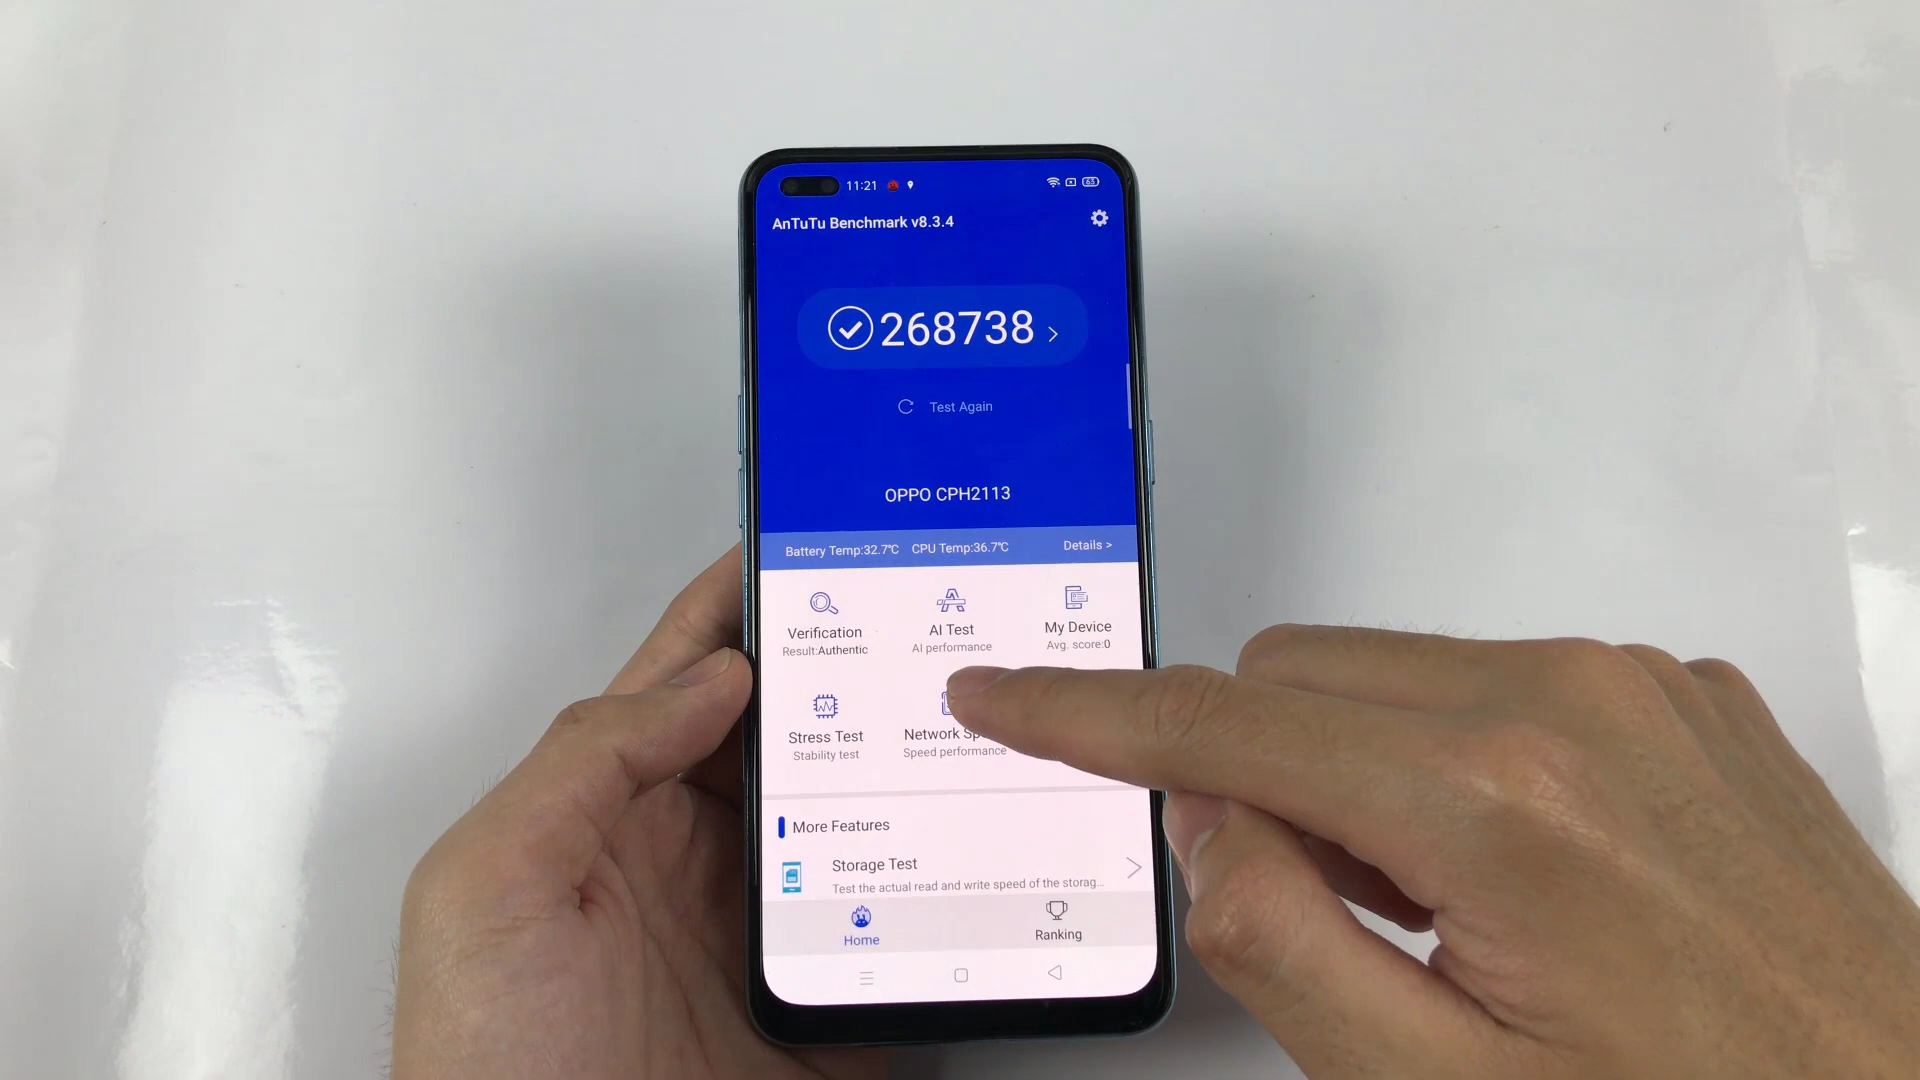 11:21
63
AnTuTu Benchmark v8.3.4
268738
Test Again
OPPO CPH2113
Battery Temp:32.7℃ CPU Temp:36.7℃ Details >
Verification
Result:Authentic
AI Test
AI performance
My Device
Avg. score:0
Stress Test
Stability test
Network
Speed performance
More Features
Storage Test
Test the actual read and write speed of the storag...
Home
Ranking